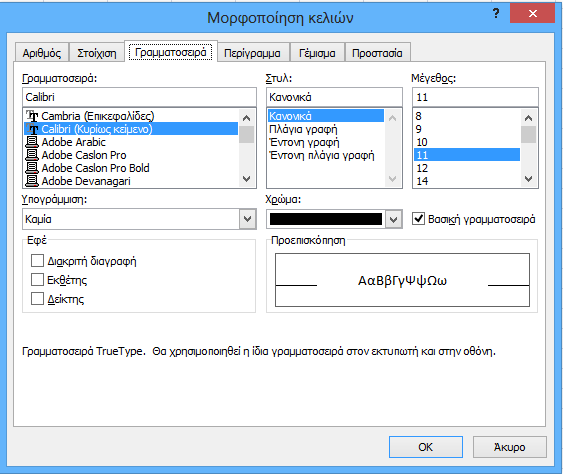 Μορφοποίηση κελιών
Αριθμός Στοίχιση Γραμματοσειρά Περίγραμμα Γέμισμα Προστασία
Γραμματοσειρά: Στυλ: Μέγεθος:
Calibri Κανονικά 11
Cambria (Επικεφαλίδες) Κανονικά 8
Calibri (Κυρίως κείμενο) Πλάγια γραφή 9
Adobe Arabic Έντονη γραφή 10
Adobe Caslon Pro Έντονη πλάγια γραφή 11
Adobe Caslon Pro Bold 12
Adobe Devanagari 14
Υπογράμμιση: Χρώμα:
Καμία Βασική γραμματοσειρά
Εφέ Προεπισκόπηση
Διακριτή διαγραφή
Εκθέτης
Δείκτης
ΑαΒβΓγΨψΩω
Γραμματοσειρά TrueType. Θα χρησιμοποιηθεί η ίδια γραμματοσειρά στον εκτυπωτή και στην οθόνη.
OK Άκυρο